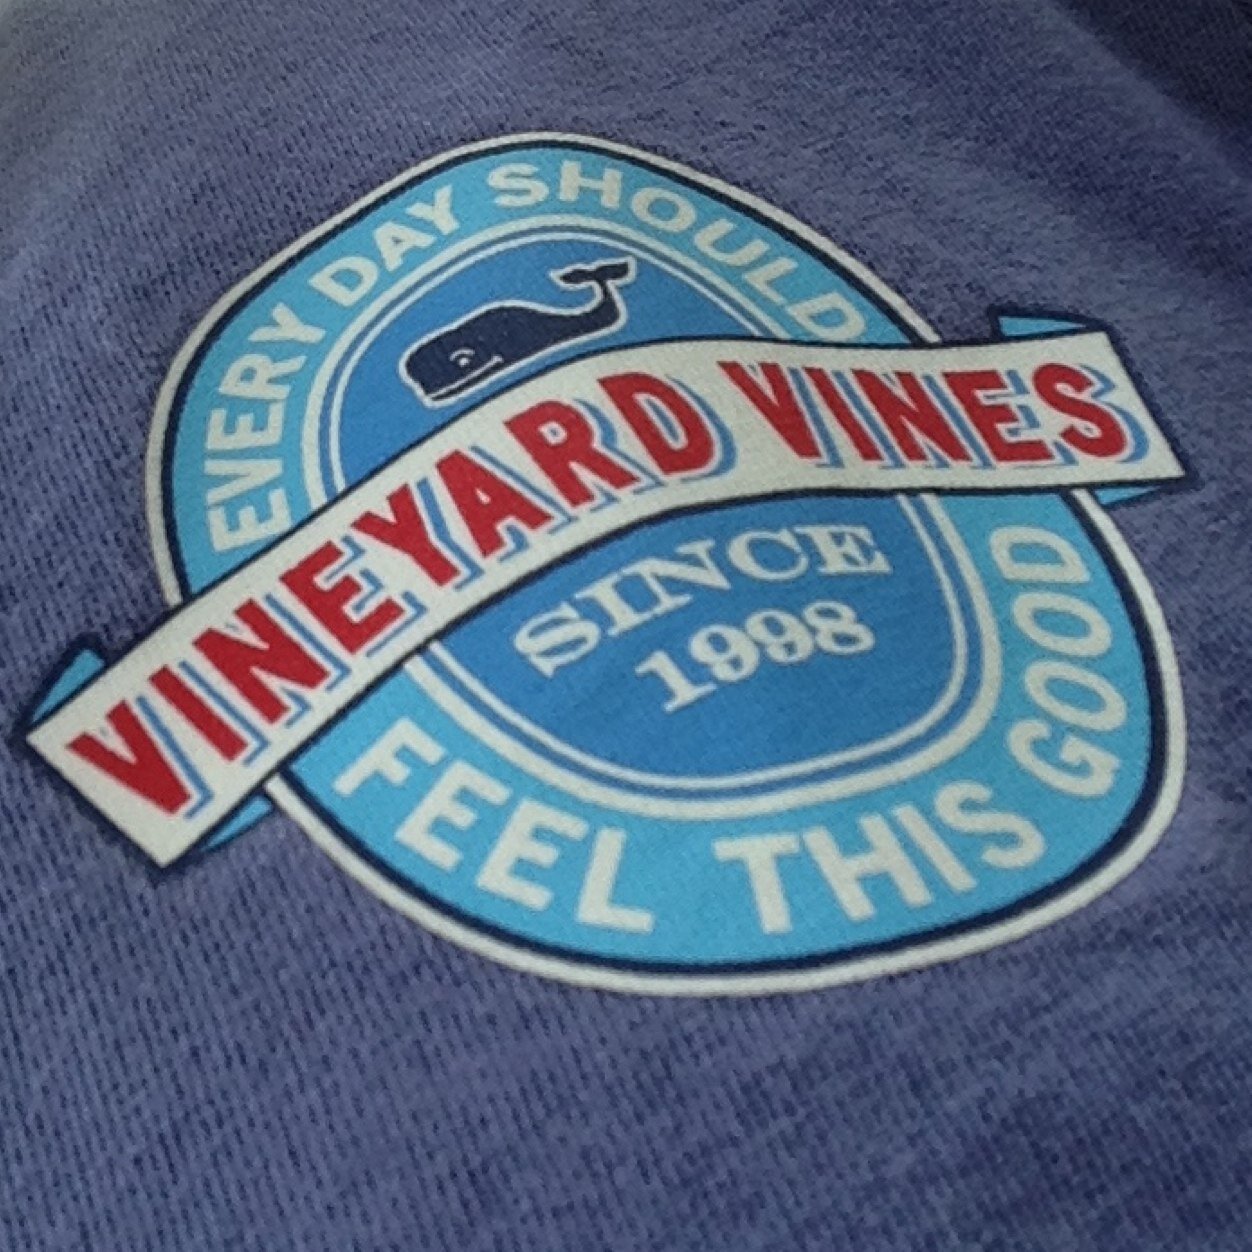 EVERY DAY SHOULD
VINEYARD VINES
SINCE
1998
FEEL THIS GOOD